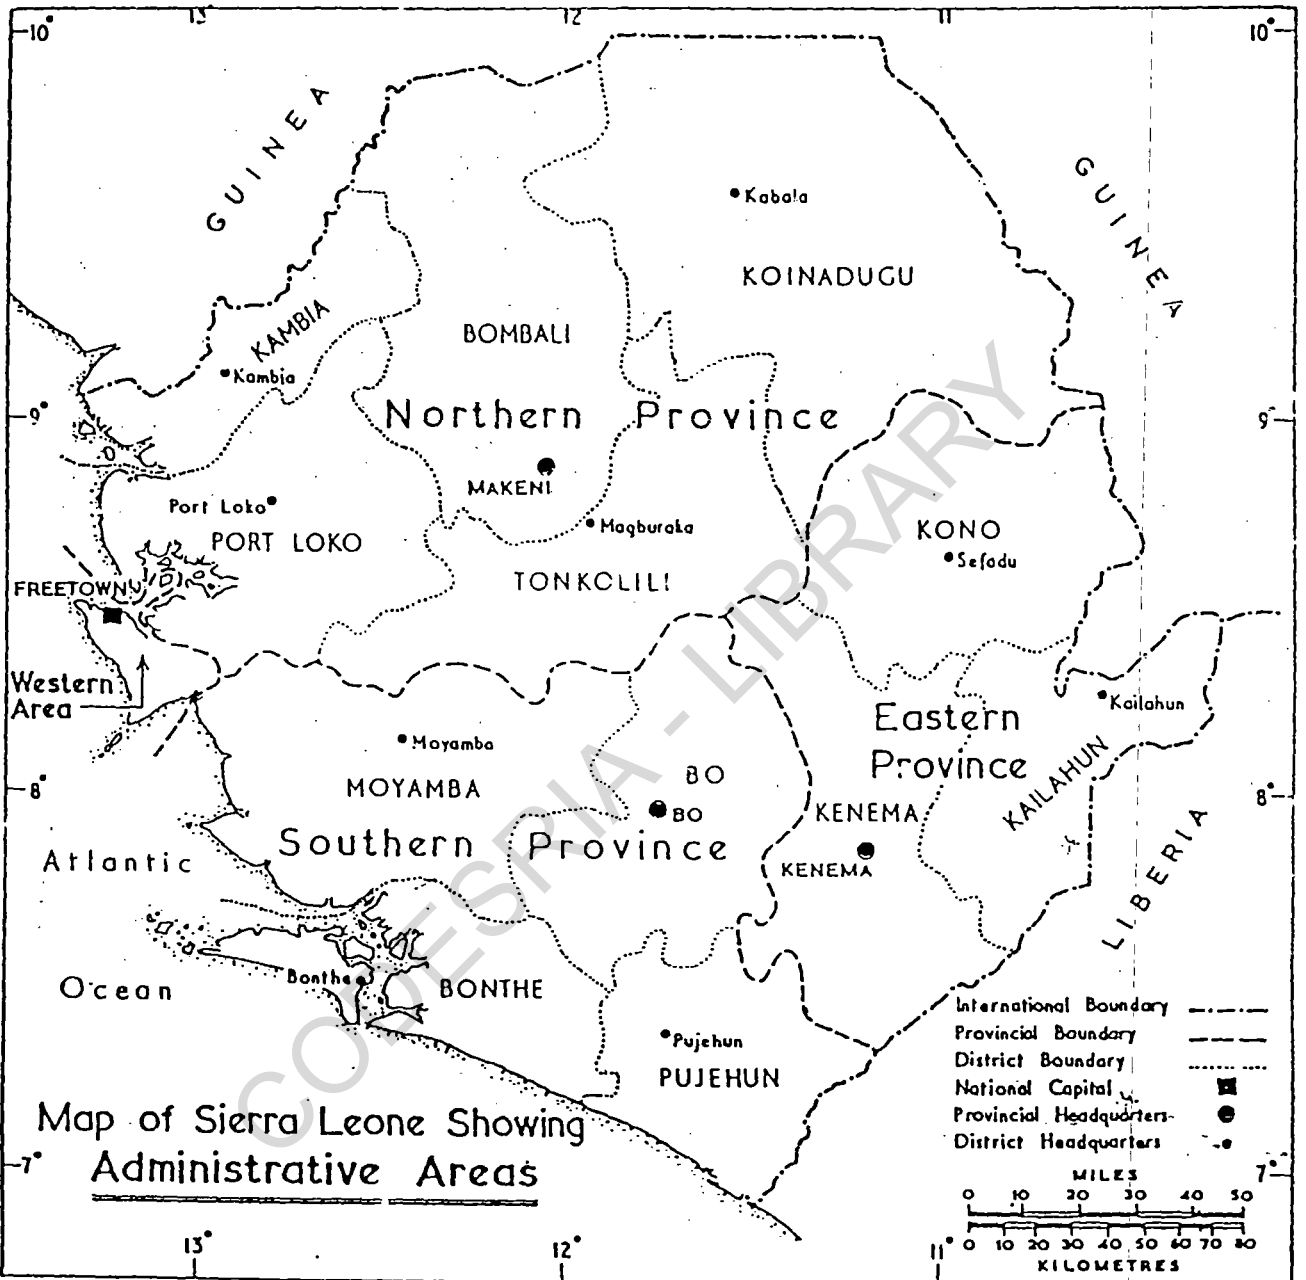 13°
12
11
10°
10°
GUINEA
GUINEA
Kabala
KOINADUGU
BOMBALI
KAMBIA
Kambia
9°
9°
Northern Province
MAKENI
Port Loko
PORT LOKO
Magburaka
KONO
Sefadu
TONKOLILI
FREETOWN
Western
Area
Kailahun
Eastern
Province
Moyamba
MOYAMBA
BO
BO
KENEMA
KENEMA
KAILAHUN
8°
8°
Southern Province
Atlantic
Ocean
LIBERIA
Bonthe
BONTHE
Pujehun
PUJEHUN
International Boundary
Provincial Boundary
District Boundary
National Capital
Provincial Headquarters
District Headquarters
Map of Sierra Leone Showing
Administrative Areas
7°
7°
MILES
0 10 20 30 40 50
0 10 20 30 40 50 60 70 80
KILOMETRES
13°
12°
11°
CODESRIA - LIBRARY